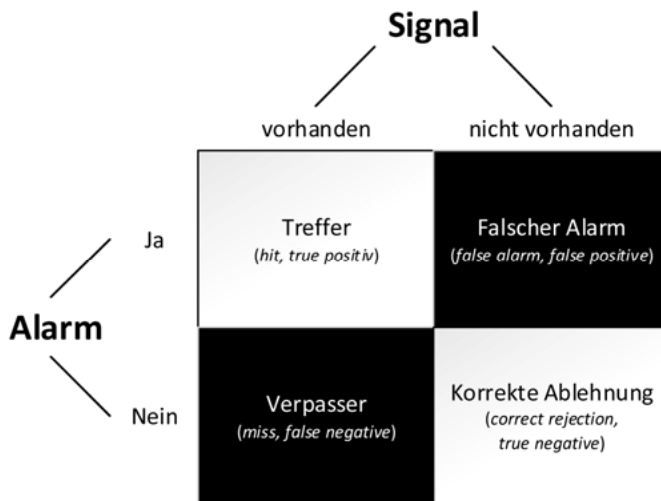 Signal
vorhanden
nicht vorhanden
Ja
Treffer
(hit, true positiv)
Falscher Alarm
(false alarm, false positive)
Alarm
Nein
Verpasser
(miss, false negative)
Korrekte Ablehnung
(correct rejection,
true negative)